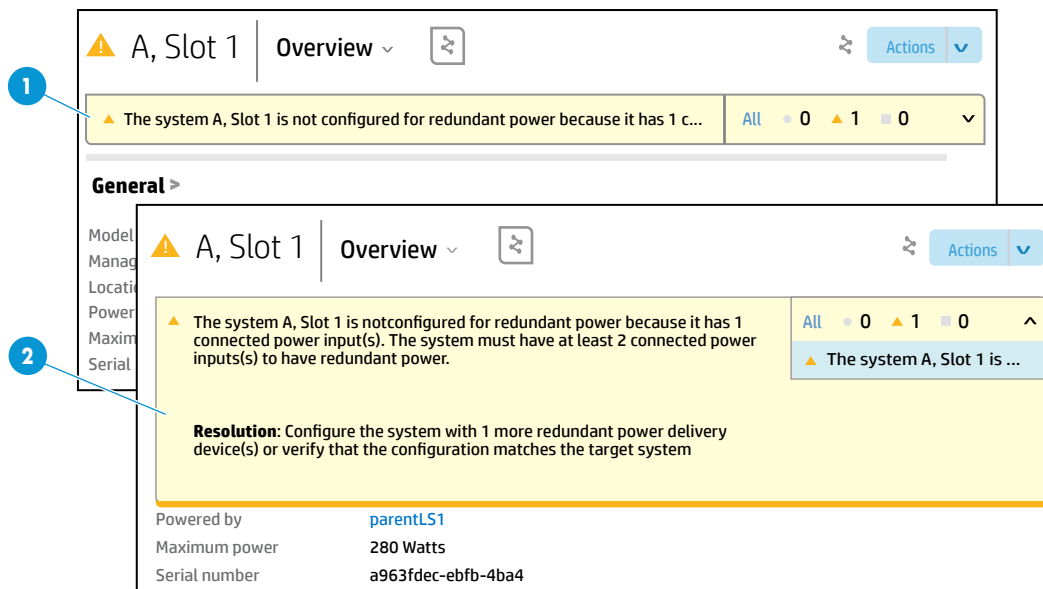 A, Slot 1 Overview Actions
1
The system A, Slot 1 is not configured for redundant power because it has 1 c... All 0 1 0
General >
Model
Manag
Locati
Power
Maxim
Serial
A, Slot 1 Overview Actions
2
The system A, Slot 1 is notconfigured for redundant power because it has 1
connected power input(s). The system must have at least 2 connected power
inputs(s) to have redundant power.
All 0 1 0
The system A, Slot 1 is ...
Resolution: Configure the system with 1 more redundant power delivery
device(s) or verify that the configuration matches the target system
Powered by parentLS1
Maximum power 280 Watts
Serial number a963fdec-ebfb-4ba4